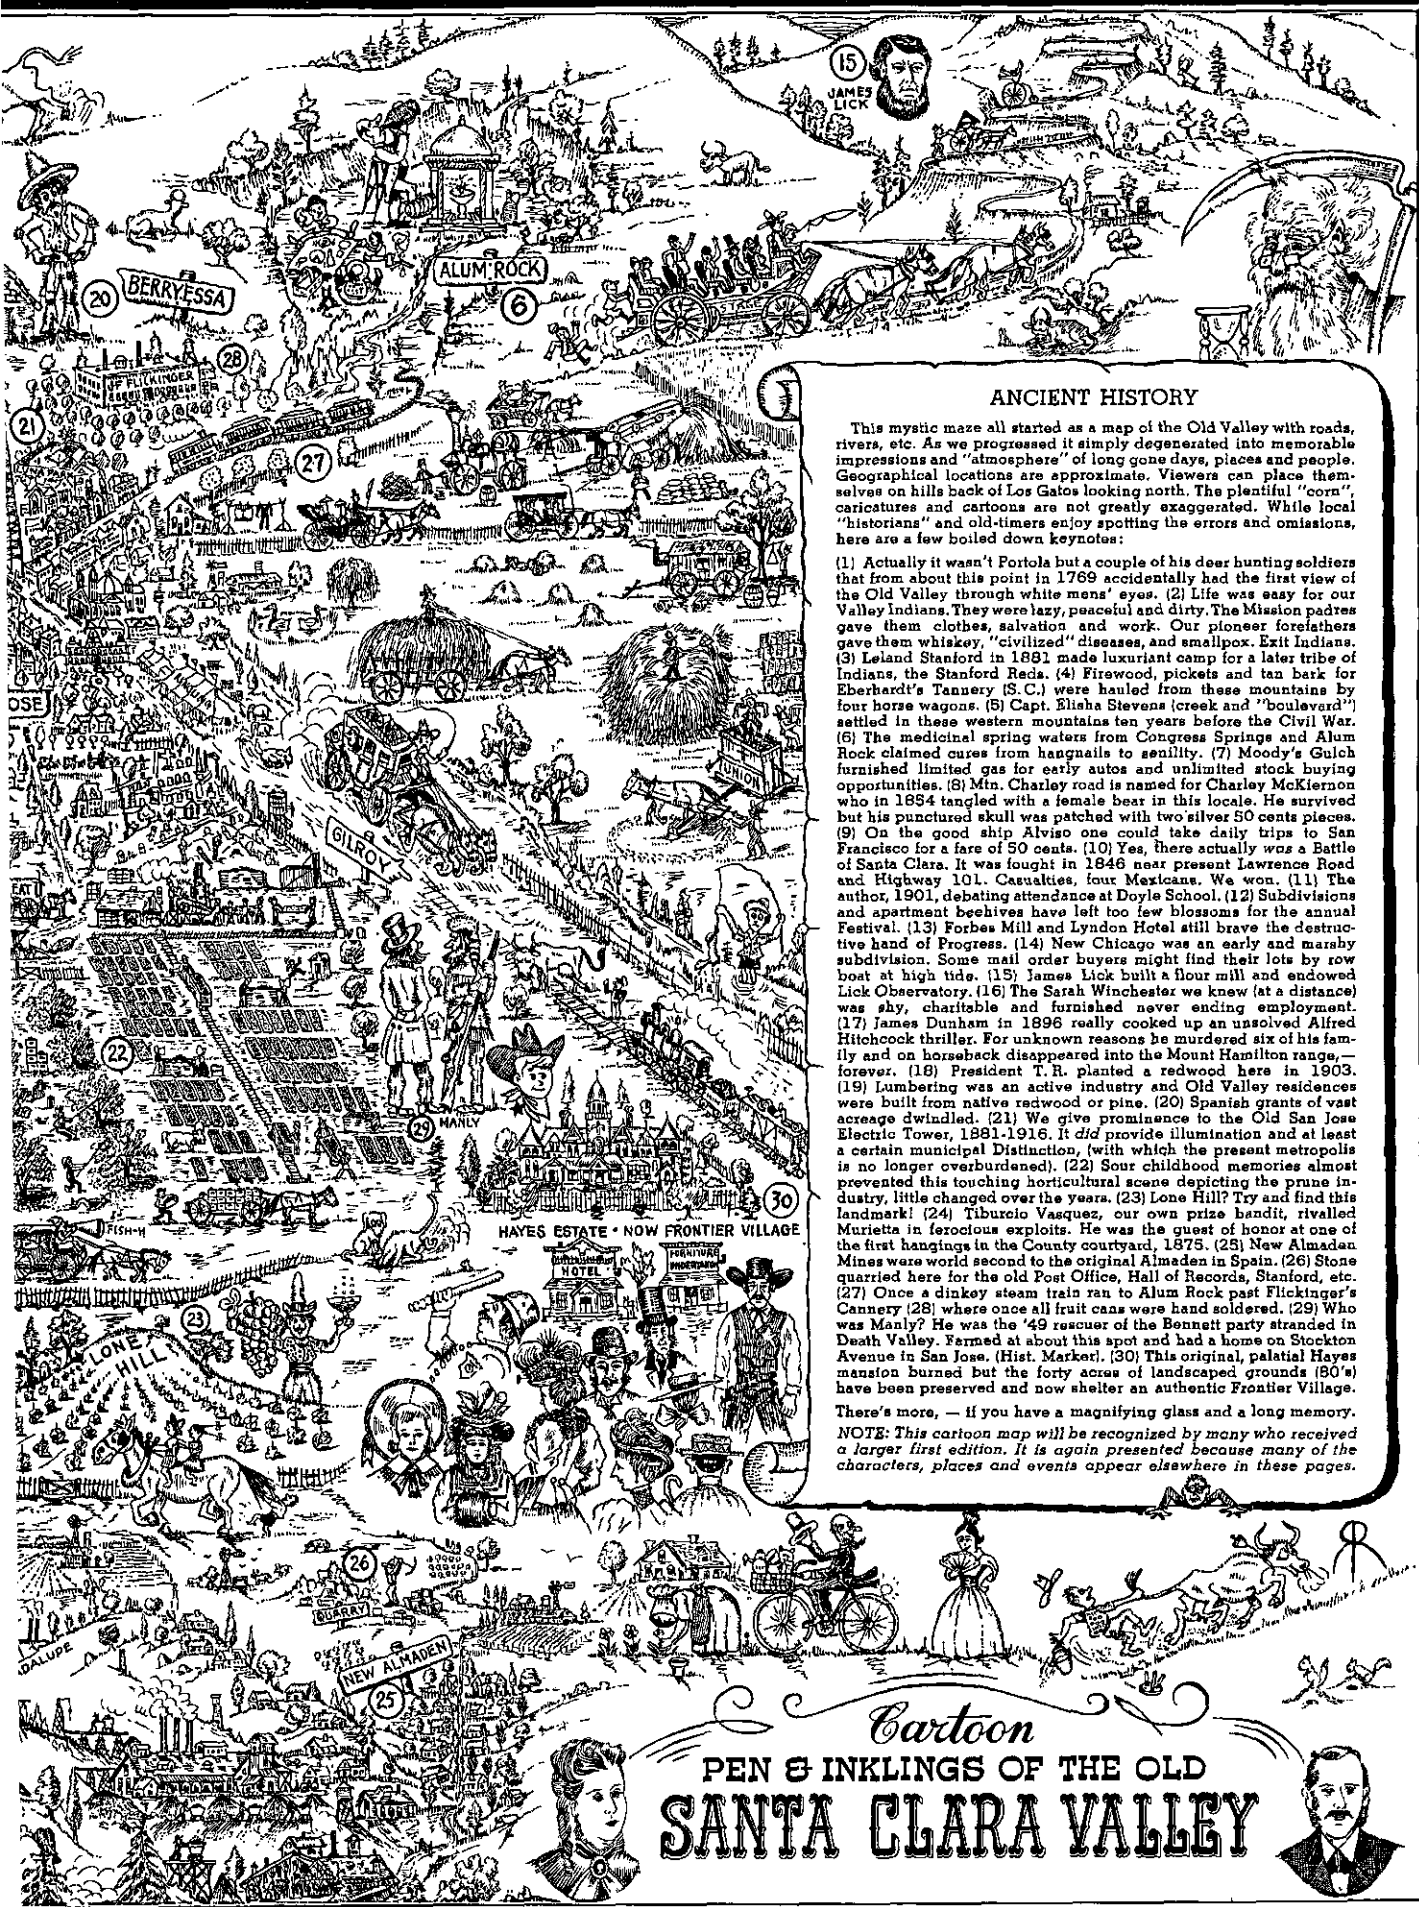 15
JAMES
LICK
ALUM ROCK
6
20
BERRYESSA
STAGE
28
J F FLICKINGER
21
27
ANCIENT HISTORY
This mystic maze all started as a map of the Old Valley with roads,
rivers, etc. As we progressed it simply degenerated into memorable
impressions and "atmosphere" of long gone days, places and people.
Geographical locations are approximate. Viewers can place them-
selves on hills back of Los Gatos looking north. The plentiful "corn",
caricatures and cartoons are not greatly exaggerated. While local
"historians" and old-timers enjoy spotting the errors and omissions,
here are a few boiled down keynotes:
(1) Actually it wasn't Portola but a couple of his deer hunting soldiers
that from about this point in 1769 accidentally had the first view of
the Old Valley through white mens' eyes. (2) Life was easy for our
Valley Indians. They were lazy, peaceful and dirty. The Mission padres
gave them clothes, salvation and work. Our pioneer forefathers
gave them whiskey, "civilized" diseases, and smallpox. Exit Indians.
(3) Leland Stanford in 1881 made luxuriant camp for a later tribe of
Indians, the Stanford Reds. (4) Firewood, pickets and tan bark for
Eberhardt's Tannery (S.C.) were hauled from these mountains by
four horse wagons. (5) Capt. Elisha Stevens (creek and "boulevard")
settled in these western mountains ten years before the Civil War.
(6) The medicinal spring waters from Congress Springs and Alum
Rock claimed cures from hangnails to senility. (7) Moody's Gulch
furnished limited gas for early autos and unlimited stock buying
opportunities. (8) Mtn. Charley road is named for Charley McKiernon
who in 1854 tangled with a female bear in this locale. He survived
but his punctured skull was patched with two silver 50 cents pieces.
(9) On the good ship Alviso one could take daily trips to San
Francisco for a fare of 50 cents. (10) Yes, there actually was a Battle
of Santa Clara. It was fought in 1846 near present Lawrence Road
and Highway 101. Casualties, four Mexicans. We won. (11) The
author, 1901, debating attendance at Doyle School. (12) Subdivisions
and apartment beehives have left too few blossoms for the annual
Festival. (13) Forbes Mill and Lyndon Hotel still brave the destruc-
tive hand of Progress. (14) New Chicago was an early and marshy
subdivision. Some mail order buyers might find their lots by row
boat at high tide. (15) James Lick built a flour mill and endowed
Lick Observatory. (16) The Sarah Winchester we knew (at a distance)
was shy, charitable and furnished never ending employment.
(17) James Dunham in 1896 really cooked up an unsolved Alfred
Hitchcock thriller. For unknown reasons he murdered six of his fam-
ily and on horseback disappeared into the Mount Hamilton range,—
forever. (18) President T. R. planted a redwood here in 1903.
(19) Lumbering was an active industry and Old Valley residences
were built from native redwood or pine. (20) Spanish grants of vast
acreage dwindled. (21) We give prominence to the Old San Jose
Electric Tower, 1881-1916. It did provide illumination and at least
a certain municipal Distinction, (with which the present metropolis
is no longer overburdened). (22) Sour childhood memories almost
prevented this touching horticultural scene depicting the prune in-
dustry, little changed over the years. (23) Lone Hill? Try and find this
landmark! (24) Tiburcio Vasquez, our own prize bandit, rivalled
Murietta in ferocious exploits. He was the guest of honor at one of
the first hangings in the County courtyard, 1875. (25) New Almaden
Mines were world second to the original Almaden in Spain. (26) Stone
quarried here for the old Post Office, Hall of Records, Stanford, etc.
(27) Once a dinkey steam train ran to Alum Rock past Flickinger's
Cannery (28) where once all fruit cans were hand soldered. (29) Who
was Manly? He was the '49 rescuer of the Bennett party stranded in
Death Valley. Farmed at about this spot and had a home on Stockton
Avenue in San Jose. (Hist. Marker). (30) This original, palatial Hayes
mansion burned but the forty acres of landscaped grounds (80's)
have been preserved and now shelter an authentic Frontier Village.
There's more, — if you have a magnifying glass and a long memory.
NOTE: This cartoon map will be recognized by many who received
a larger first edition. It is again presented because many of the
characters, places and events appear elsewhere in these pages.
OSE
UNION
GILROY
EAT
22
29
MANLY
30
HAYES ESTATE • NOW FRONTIER VILLAGE
FISH-H
HOTEL
FURNITURE
UNDERTAKER
23
LONE
HILL
26
QUARRY
DALUPE
NEW ALMADEN
25
Cartoon
PEN & INKLINGS OF THE OLD
SANTA CLARA VALLEY